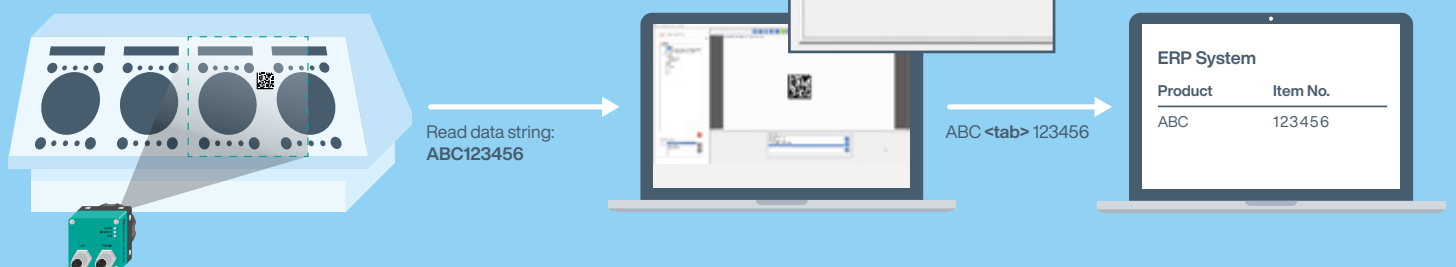 Read data string:
ABC123456
ABC <tab> 123456
ERP System
Product Item No.
ABC 123456